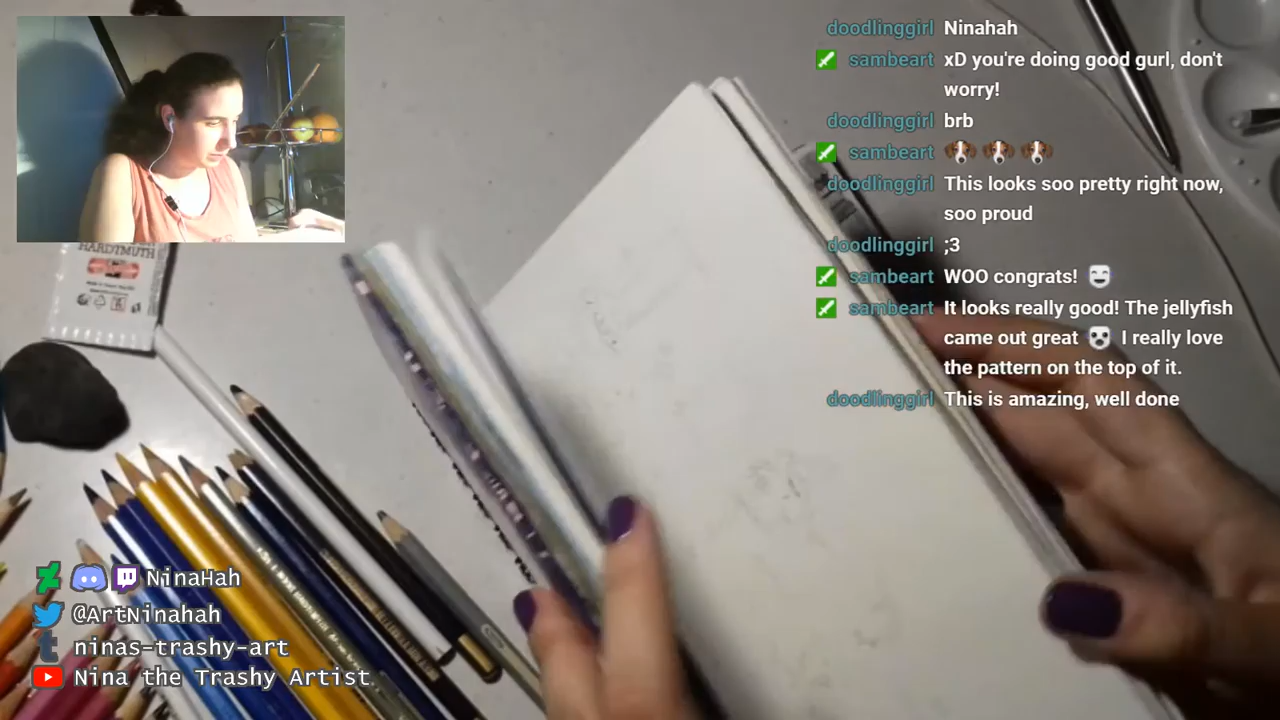 doodlinggirl Ninahah
sambeart xD you're doing good gurl, don't
worry!
doodlinggirl brb
sambeart
doodlinggirl This looks soo pretty right now,
soo proud
doodlinggirl ;3
sambeart WOO congrats!
sambeart It looks really good! The jellyfish
came out great I really love
the pattern on the top of it.
doodlinggirl This is amazing, well done
HARDTMUTH
NinaHah
@ArtNinahah
ninas-trashy-art
Nina the Trashy Artist